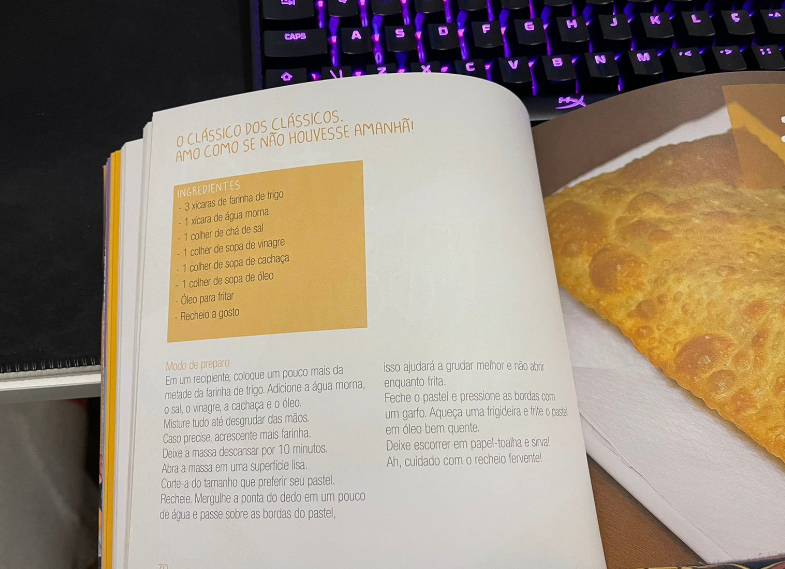 CAPS A S D F G H J K L Ç
\ Z X C V B N M
O CLÁSSICO DOS CLÁSSICOS.
AMO COMO SE NÃO HOUVESSE AMANHÃ!
INGREDIENTES
- 3 xícaras de farinha de trigo
- 1 xícara de água morna
- 1 colher de chá de sal
- 1 colher de sopa de vinagre
- 1 colher de sopa de cachaça
- 1 colher de sopa de óleo
- Óleo para fritar
- Recheio a gosto
Modo de preparo
Em um recipiente, coloque um pouco mais da
metade da farinha de trigo. Adicione a água morna,
o sal, o vinagre, a cachaça e o óleo.
Misture tudo até desgrudar das mãos.
Caso precise, acrescente mais farinha.
Deixe a massa descansar por 10 minutos.
Abra a massa em uma superfície lisa.
Corte-a do tamanho que preferir seu pastel.
Recheie. Mergulhe a ponta do dedo em um pouco
de água e passe sobre as bordas do pastel,
isso ajudará a grudar melhor e não abrir
enquanto frita.
Feche o pastel e pressione as bordas com
um garfo. Aqueça uma frigideira e frite o pastel
em óleo bem quente.
Deixe escorrer em papel-toalha e sirva!
Ah, cuidado com o recheio fervente!